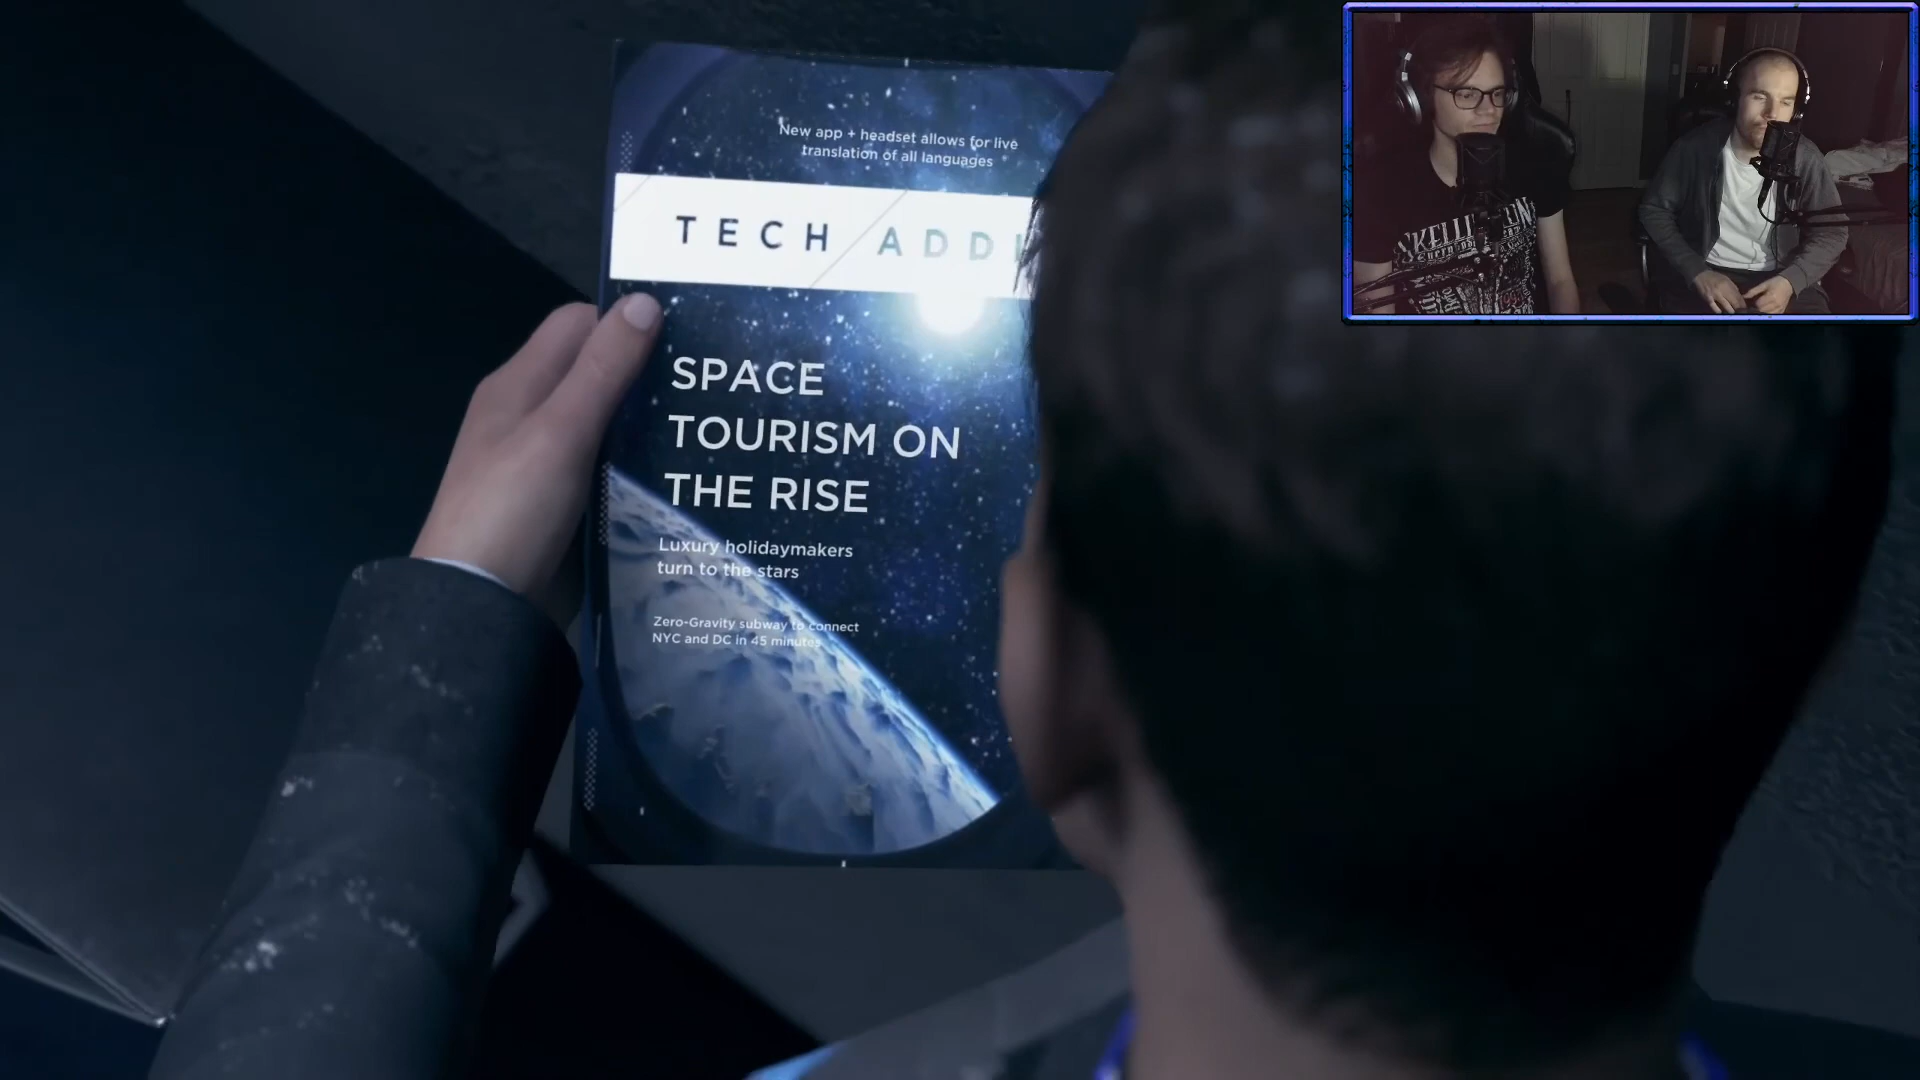 New app + headset allows for live
translation of all languages
TECH
SPACE
TOURISM ON
THE RISE
Luxury holidaymakers
turn to the stars
Zero-Gravity subway to connect
NYC and DC in 45 minutes